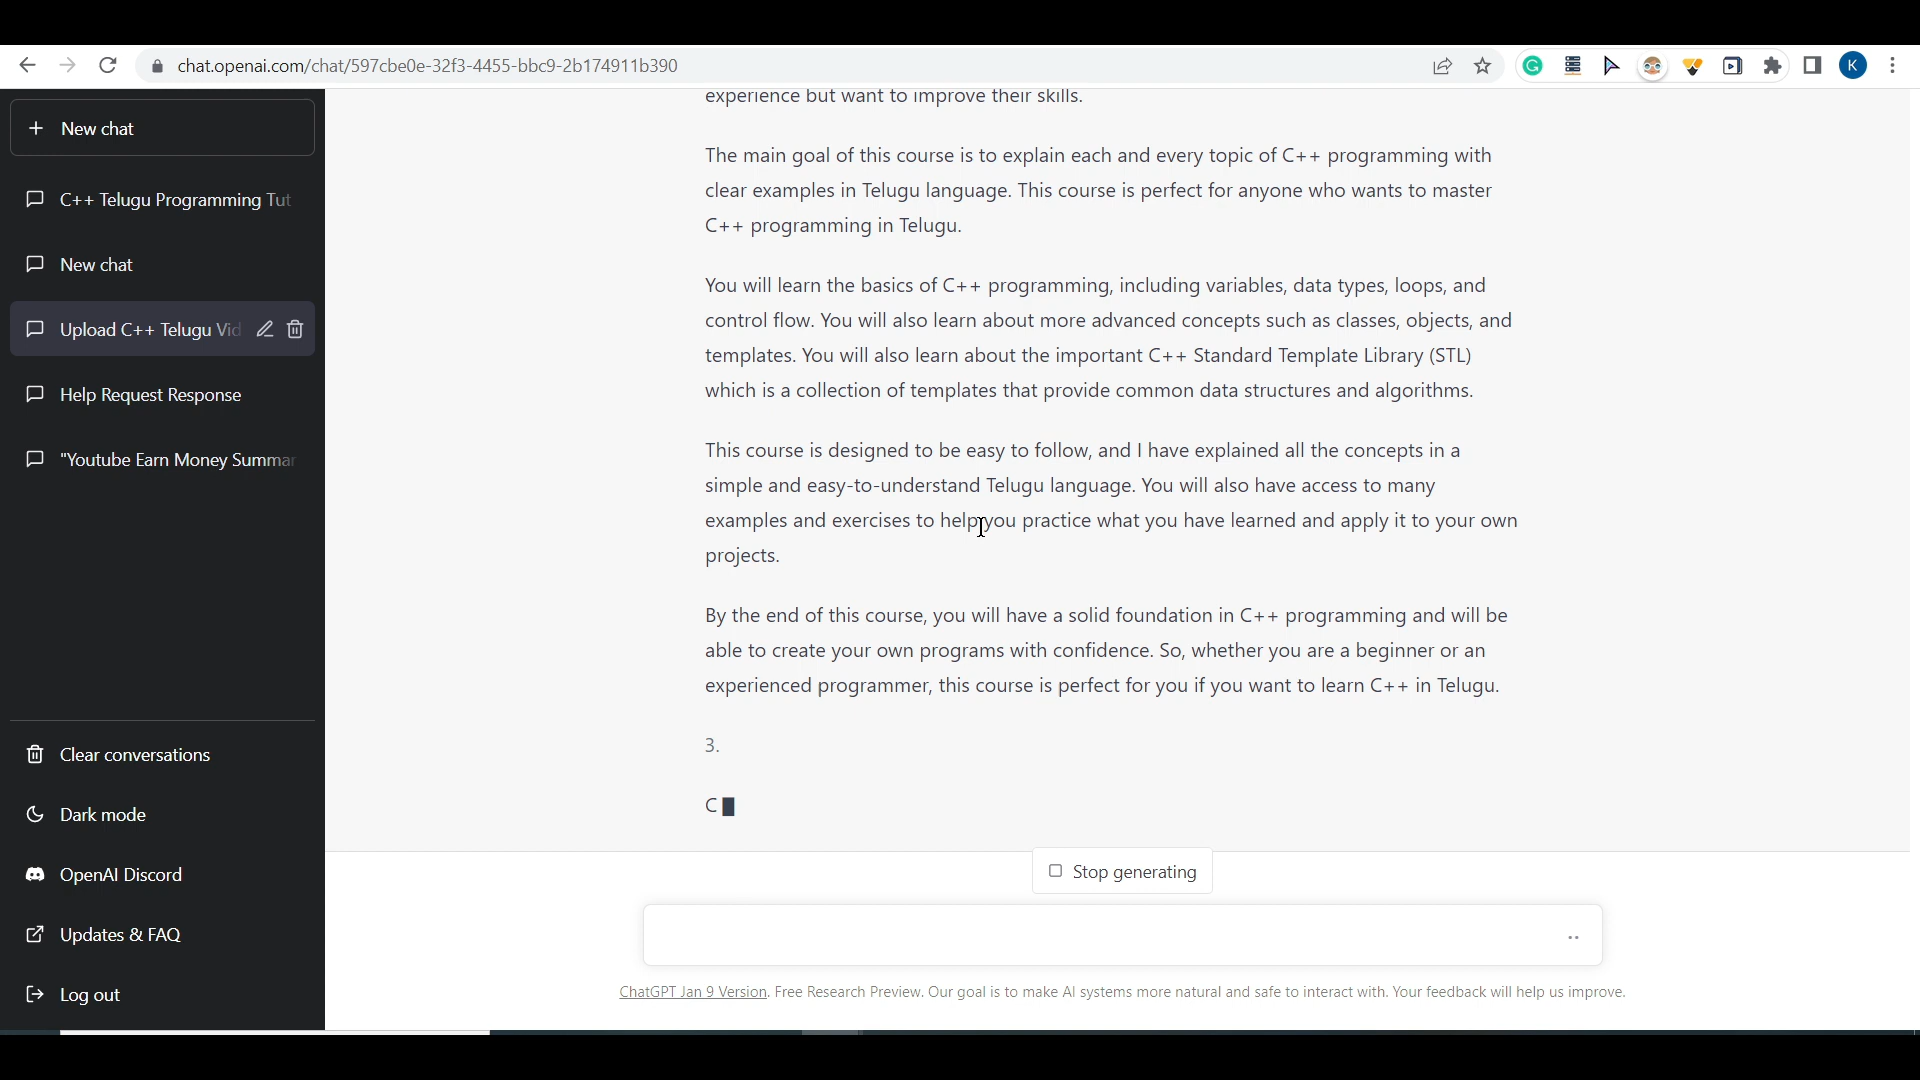 chat.openai.com/chat/597cbe0e-32f3-4455-bbc9-2b174911b390
K
New chat
C++ Telugu Programming Tut
New chat
Upload C++ Telugu Vid
Help Request Response
"Youtube Earn Money Summar
Clear conversations
Dark mode
OpenAI Discord
Updates & FAQ
Log out
experience but want to improve their skills.
The main goal of this course is to explain each and every topic of C++ programming with
clear examples in Telugu language. This course is perfect for anyone who wants to master
C++ programming in Telugu.
You will learn the basics of C++ programming, including variables, data types, loops, and
control flow. You will also learn about more advanced concepts such as classes, objects, and
templates. You will also learn about the important C++ Standard Template Library (STL)
which is a collection of templates that provide common data structures and algorithms.
This course is designed to be easy to follow, and I have explained all the concepts in a
simple and easy-to-understand Telugu language. You will also have access to many
examples and exercises to help you practice what you have learned and apply it to your own
projects.
By the end of this course, you will have a solid foundation in C++ programming and will be
able to create your own programs with confidence. So, whether you are a beginner or an
experienced programmer, this course is perfect for you if you want to learn C++ in Telugu.
3.
C
Stop generating
ChatGPT Jan 9 Version. Free Research Preview. Our goal is to make AI systems more natural and safe to interact with. Your feedback will help us improve.